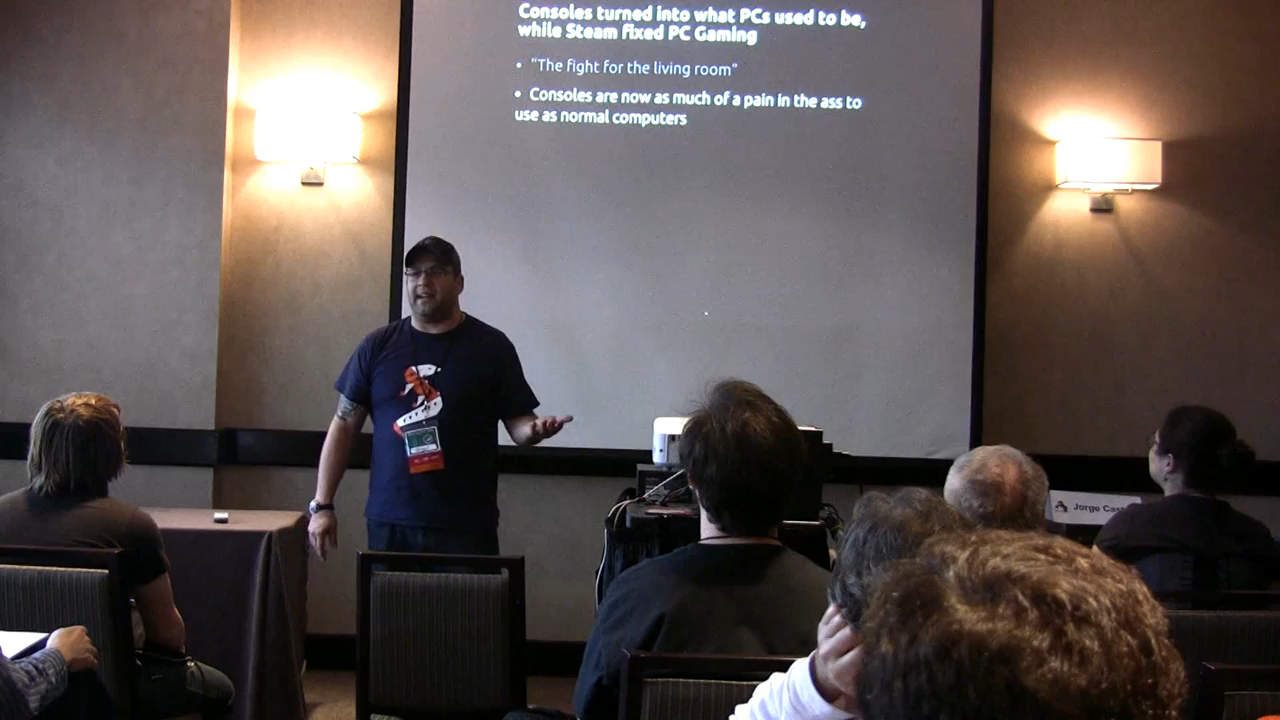 Consoles turned into what PCs used to be,
while Steam fixed PC Gaming
• "The fight for the living room"
• Consoles are now as much of a pain in the ass to
use as normal computers
Jorge